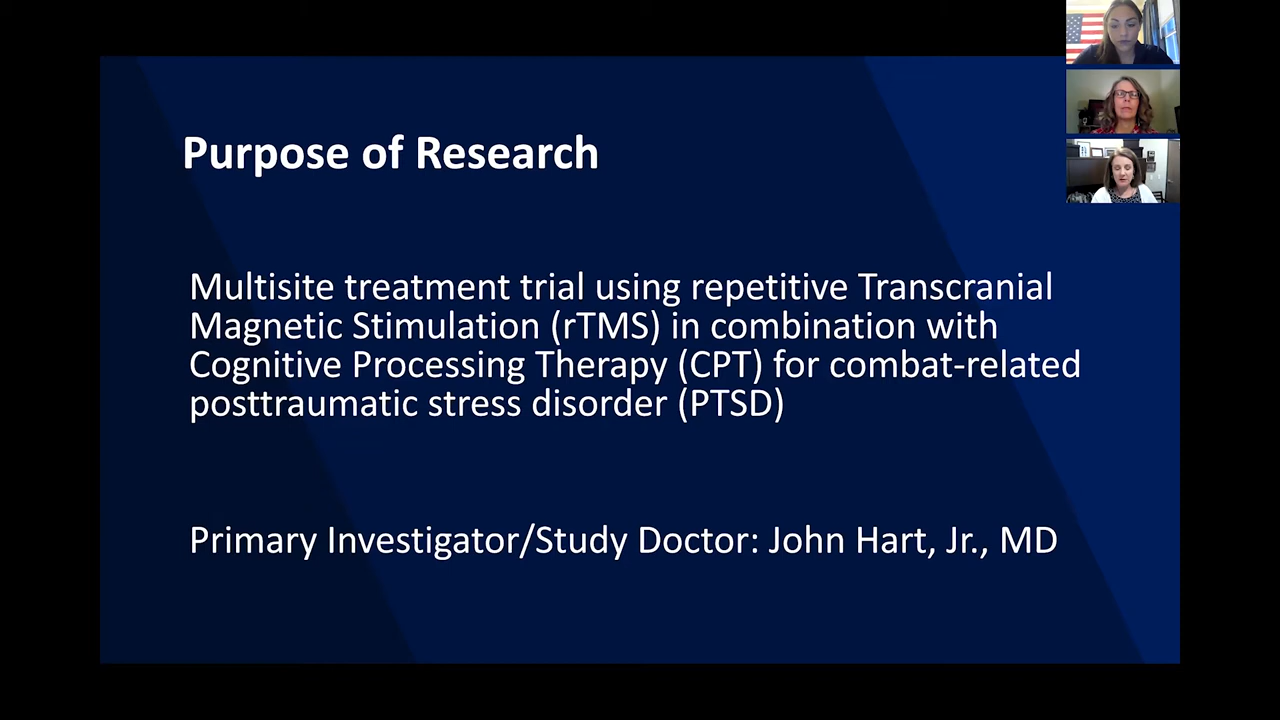 Purpose of Research
Multisite treatment trial using repetitive Transcranial
Magnetic Stimulation (rTMS) in combination with
Cognitive Processing Therapy (CPT) for combat-related
posttraumatic stress disorder (PTSD)
Primary Investigator/Study Doctor: John Hart, Jr., MD